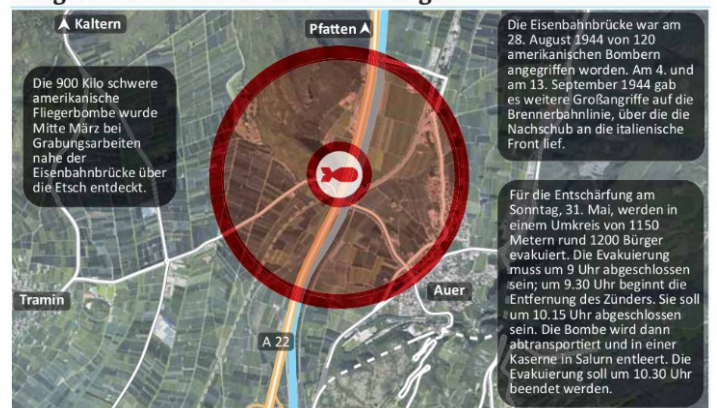 Kaltern
Pfatten
Die 900 Kilo schwere
amerikanische
Fliegerbombe wurde
Mitte März bei
Grabungsarbeiten
nahe der
Eisenbahnbrücke über
die Etsch entdeckt.
Die Eisenbahnbrücke war am
28. August 1944 von 120
amerikanischen Bombern
angegriffen worden. Am 4. und
am 13. September 1944 gab
es weitere Großangriffe auf die
Brennerbahnlinie, über die die
Nachschub an die italienische
Front lief.
Für die Entschärfung am
Sonntag, 31. Mai, werden in
einem Umkreis von 1150
Metern rund 1200 Bürger
evakuiert. Die Evakuierung
muss um 9 Uhr abgeschlossen
sein; um 9.30 Uhr beginnt die
Entfernung des Zünders. Sie soll
um 10.15 Uhr abgeschlossen
sein. Die Bombe wird dann
abtransportiert und in einer
Kaserne in Salurn entleert. Die
Evakuierung soll um 10.30 Uhr
beendet werden.
Tramin
Auer
A 22